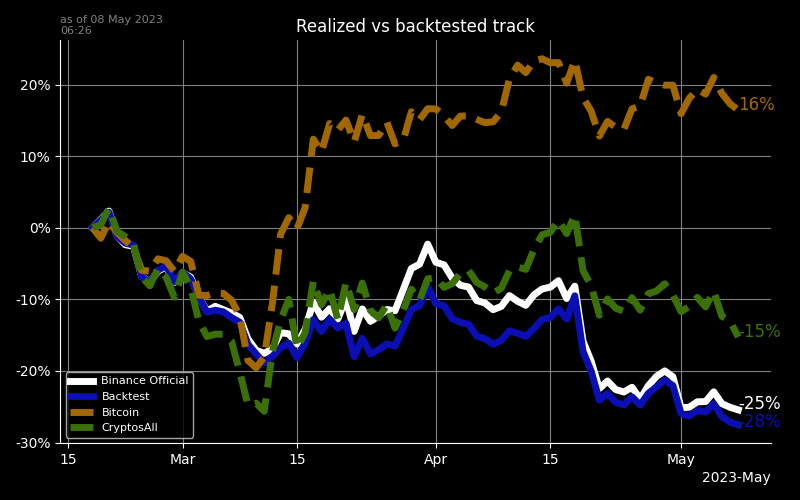 as of 08 May 2023
06:26
Realized vs backtested track
20%
10%
0%
-10%
-20%
-30%
16%
-15%
-25%
-28%
Binance Official
Backtest
Bitcoin
CryptosAll
15
Mar
15
Apr
15
May
2023-May